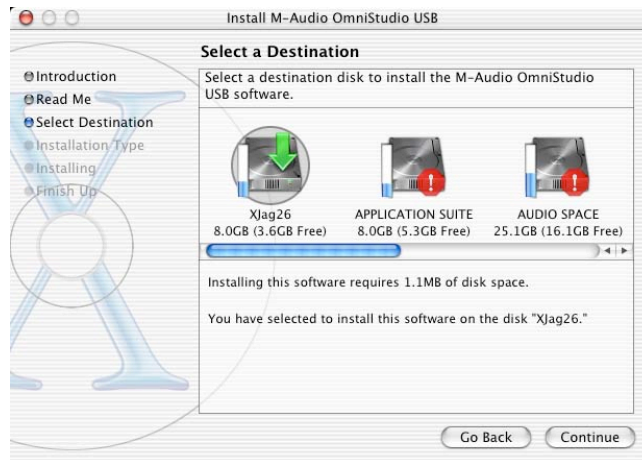 Install M-Audio OmniStudio USB
Select a Destination
Introduction
Read Me
Select Destination
Installation Type
Installing
Finish Up
Select a destination disk to install the M-Audio OmniStudio
USB software.
XJag26
8.0GB (3.6GB Free)
APPLICATION SUITE
8.0GB (5.3GB Free)
AUDIO SPACE
25.1GB (16.1GB Free)
Installing this software requires 1.1MB of disk space.
You have selected to install this software on the disk "XJag26."
Go Back
Continue